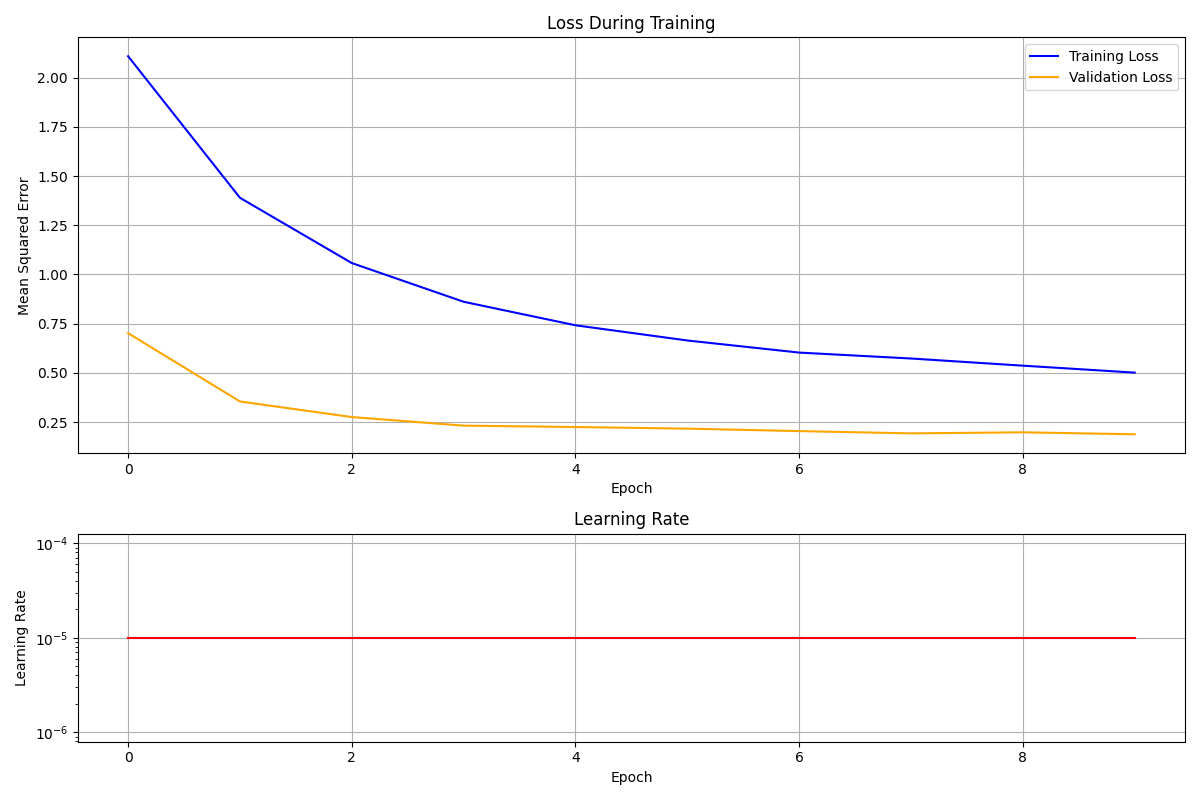 Loss During Training
Training Loss
Validation Loss
Mean Squared Error
2.00
1.75
1.50
1.25
1.00
0.75
0.50
0.25
0 2 4 6 8
Epoch
Learning Rate
Learning Rate
10⁻⁴
10⁻⁵
10⁻⁶
0 2 4 6 8
Epoch